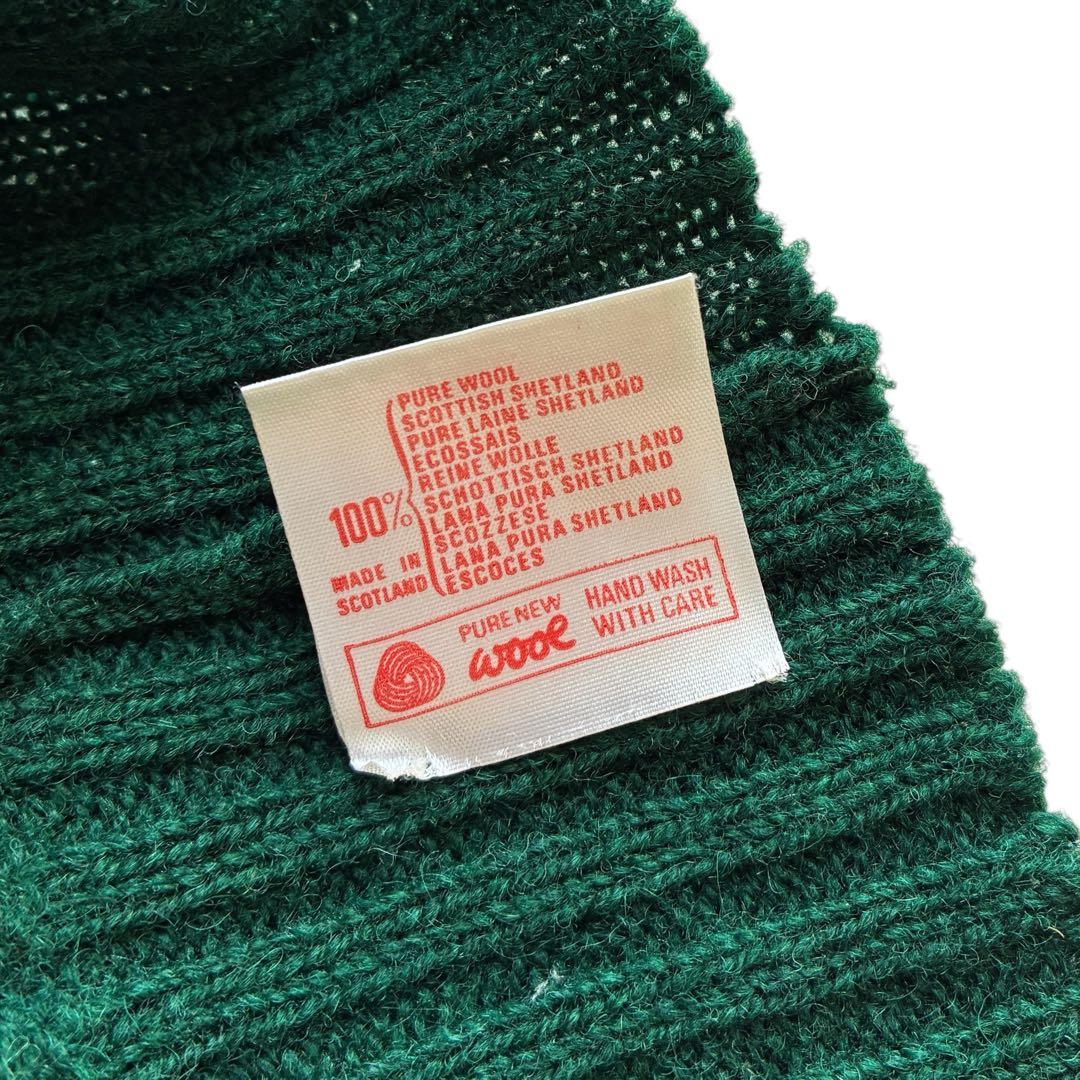 PURE WOOL
SCOTTISH SHETLAND
PURE LAINE SHETLAND
ECOSSAIS
REINE WOLLE
SCHOTTISCH SHETLAND
LANA PURA SHETLAND
SCOZZESE
LANA PURA SHETLAND
ESCOCES
100%
MADE IN
SCOTLAND
PURE NEW
wool
HAND WASH
WITH CARE